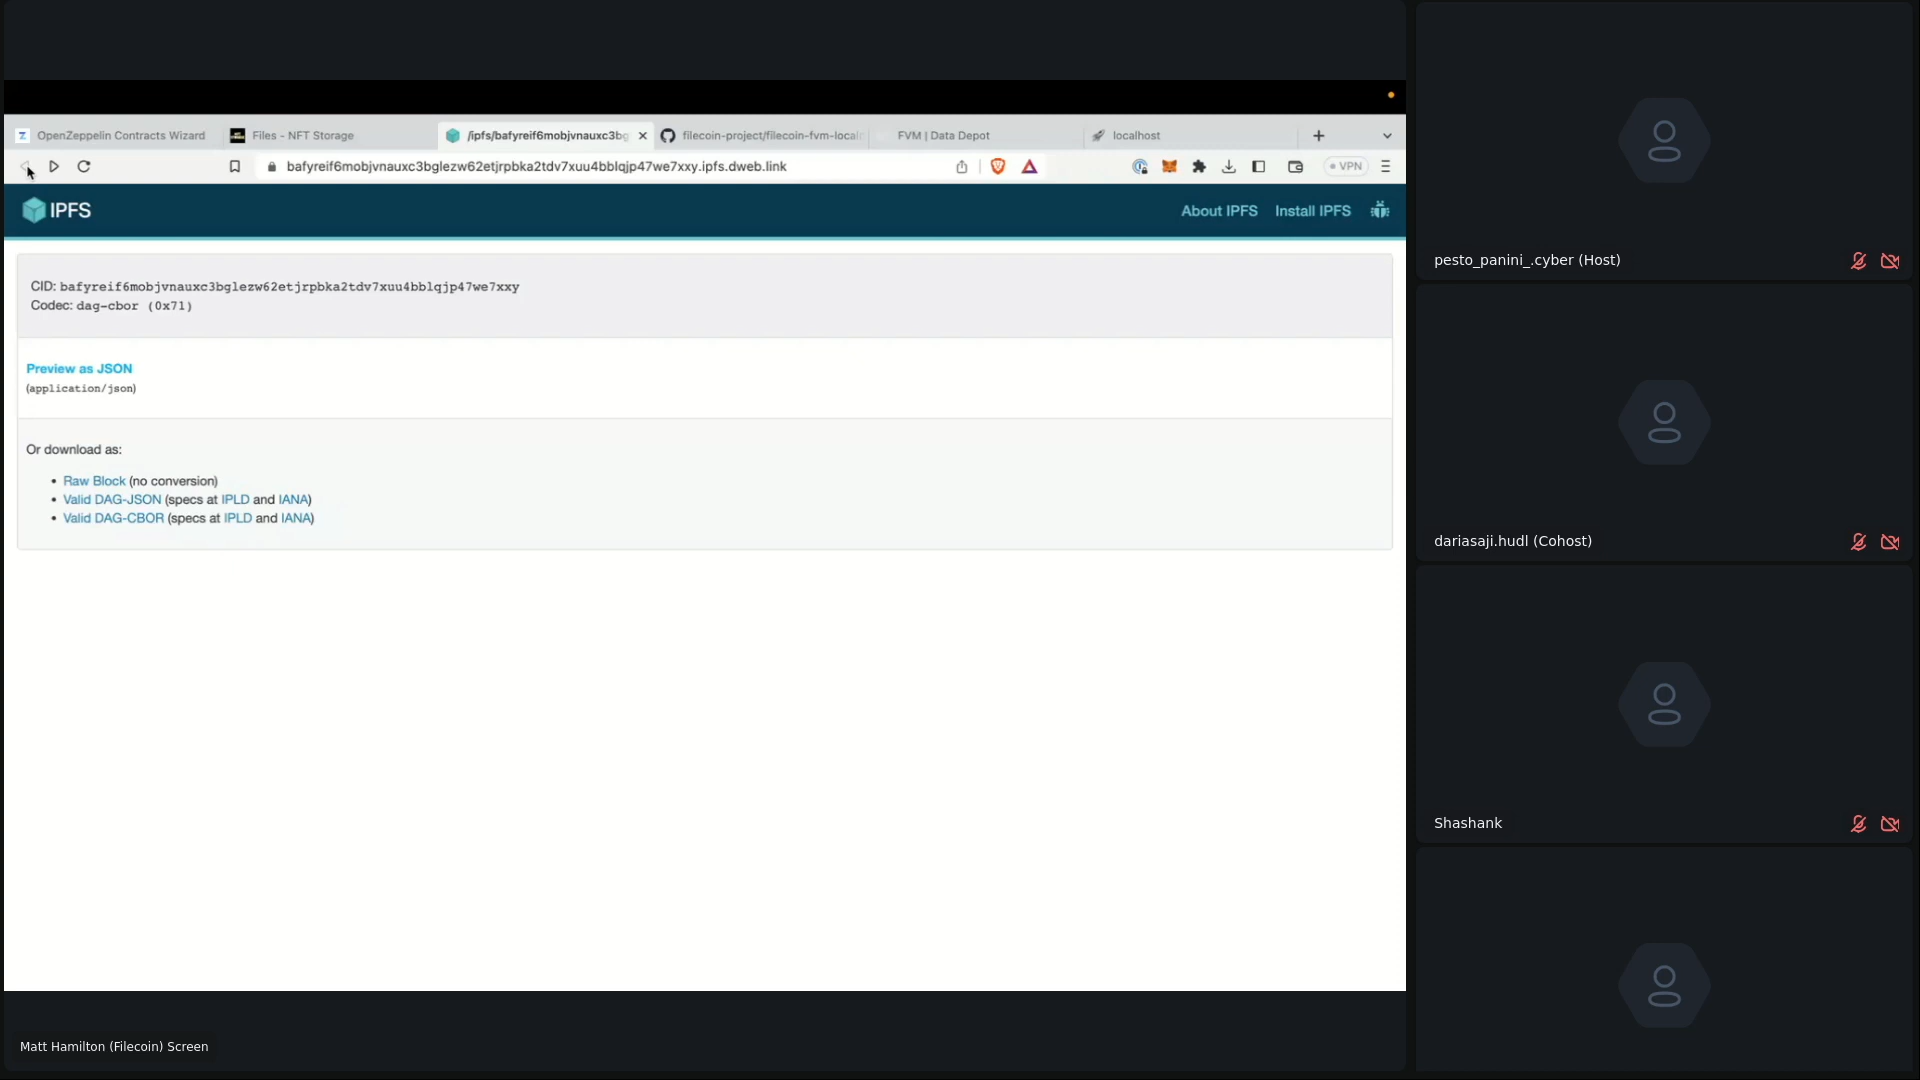 OpenZeppelin Contracts Wizard
Files - NFT Storage
/ipfs/bafyreif6mobjvnauxc3bg
filecoin-project/filecoin-fvm-local
FVM | Data Depot
localhost
bafyreif6mobjvnauxc3bglezw62etjrpbka2tdv7xuu4bblqjp47we7xxy.ipfs.dweb.link
VPN
IPFS
About IPFS
Install IPFS
CID: bafyreif6mobjvnauxc3bglezw62etjrpbka2tdv7xuu4bblqjp47we7xxy
Codec: dag-cbor (0x71)
Preview as JSON
(application/json)
Or download as:
• Raw Block (no conversion)
• Valid DAG-JSON (specs at IPLD and IANA)
• Valid DAG-CBOR (specs at IPLD and IANA)
Matt Hamilton (Filecoin) Screen
pesto_panini_.cyber (Host)
dariasaji.hudl (Cohost)
Shashank